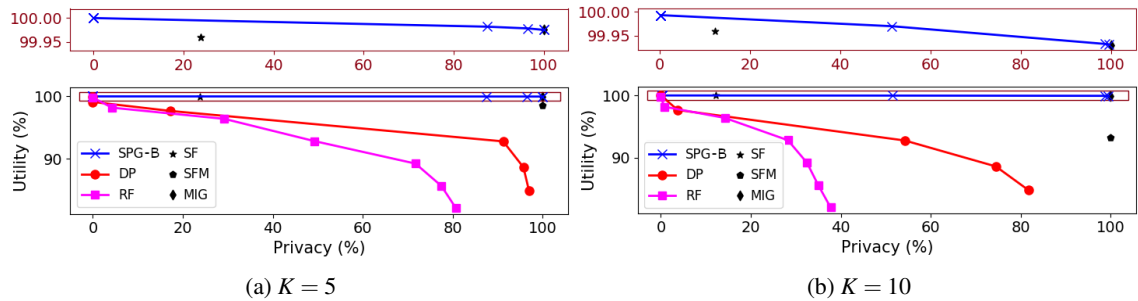 100.00
99.95
0 20 40 60 80 100
100
90
Utility (%)
SPG-B SF
DP SFM
RF MIG
0 20 40 60 80 100
Privacy (%)
(a) K = 5
100.00
99.95
0 20 40 60 80 100
100
90
Utility (%)
SPG-B SF
DP SFM
RF MIG
0 20 40 60 80 100
Privacy (%)
(b) K = 10